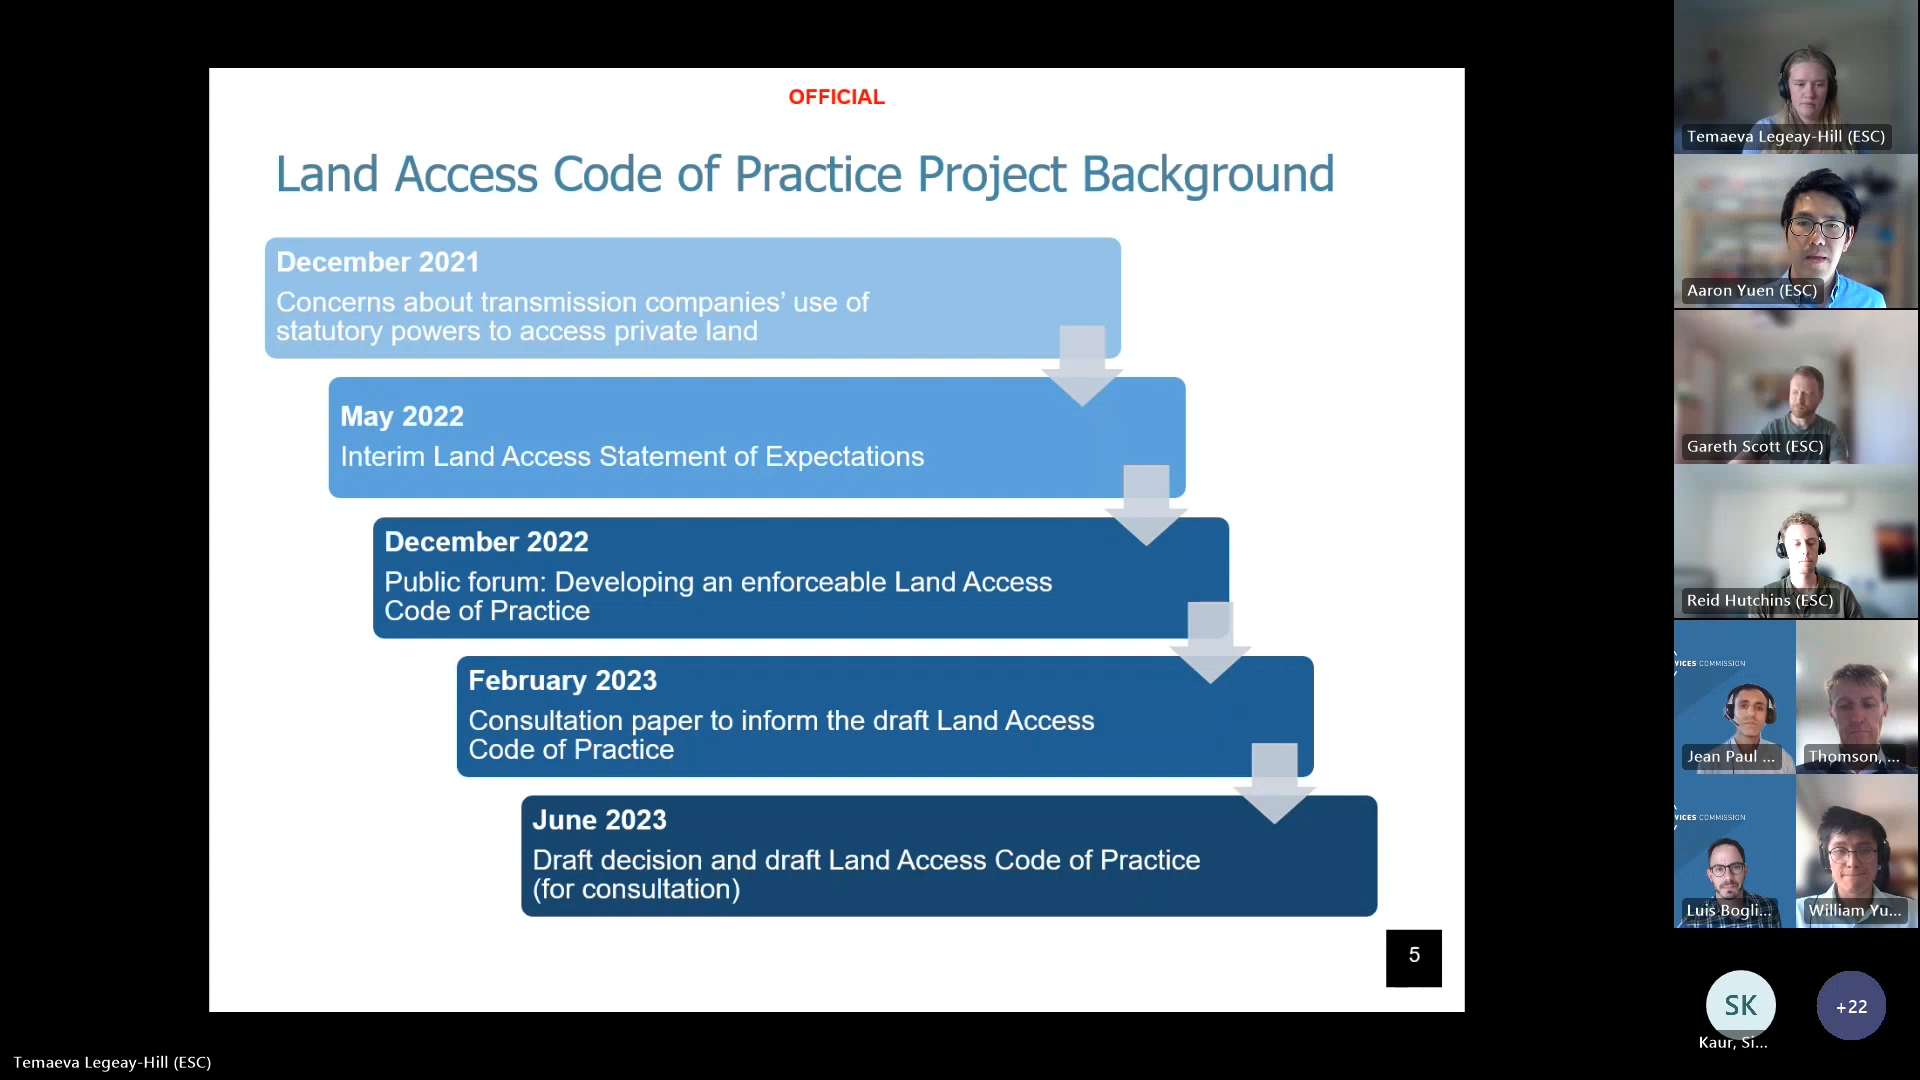 OFFICIAL
Land Access Code of Practice Project Background
December 2021
Concerns about transmission companies’ use of
statutory powers to access private land
May 2022
Interim Land Access Statement of Expectations
December 2022
Public forum: Developing an enforceable Land Access
Code of Practice
February 2023
Consultation paper to inform the draft Land Access
Code of Practice
June 2023
Draft decision and draft Land Access Code of Practice
(for consultation)
5
Temaeva Legeay-Hill (ESC)
Temaeva Legeay-Hill (ESC)
Aaron Yuen (ESC)
Gareth Scott (ESC)
Reid Hutchins (ESC)
VICES COMMISSION
Jean Paul ...
Thomson, ...
VICES COMMISSION
Luis Bogli...
William Yu...
SK
+22
Kaur, Si...